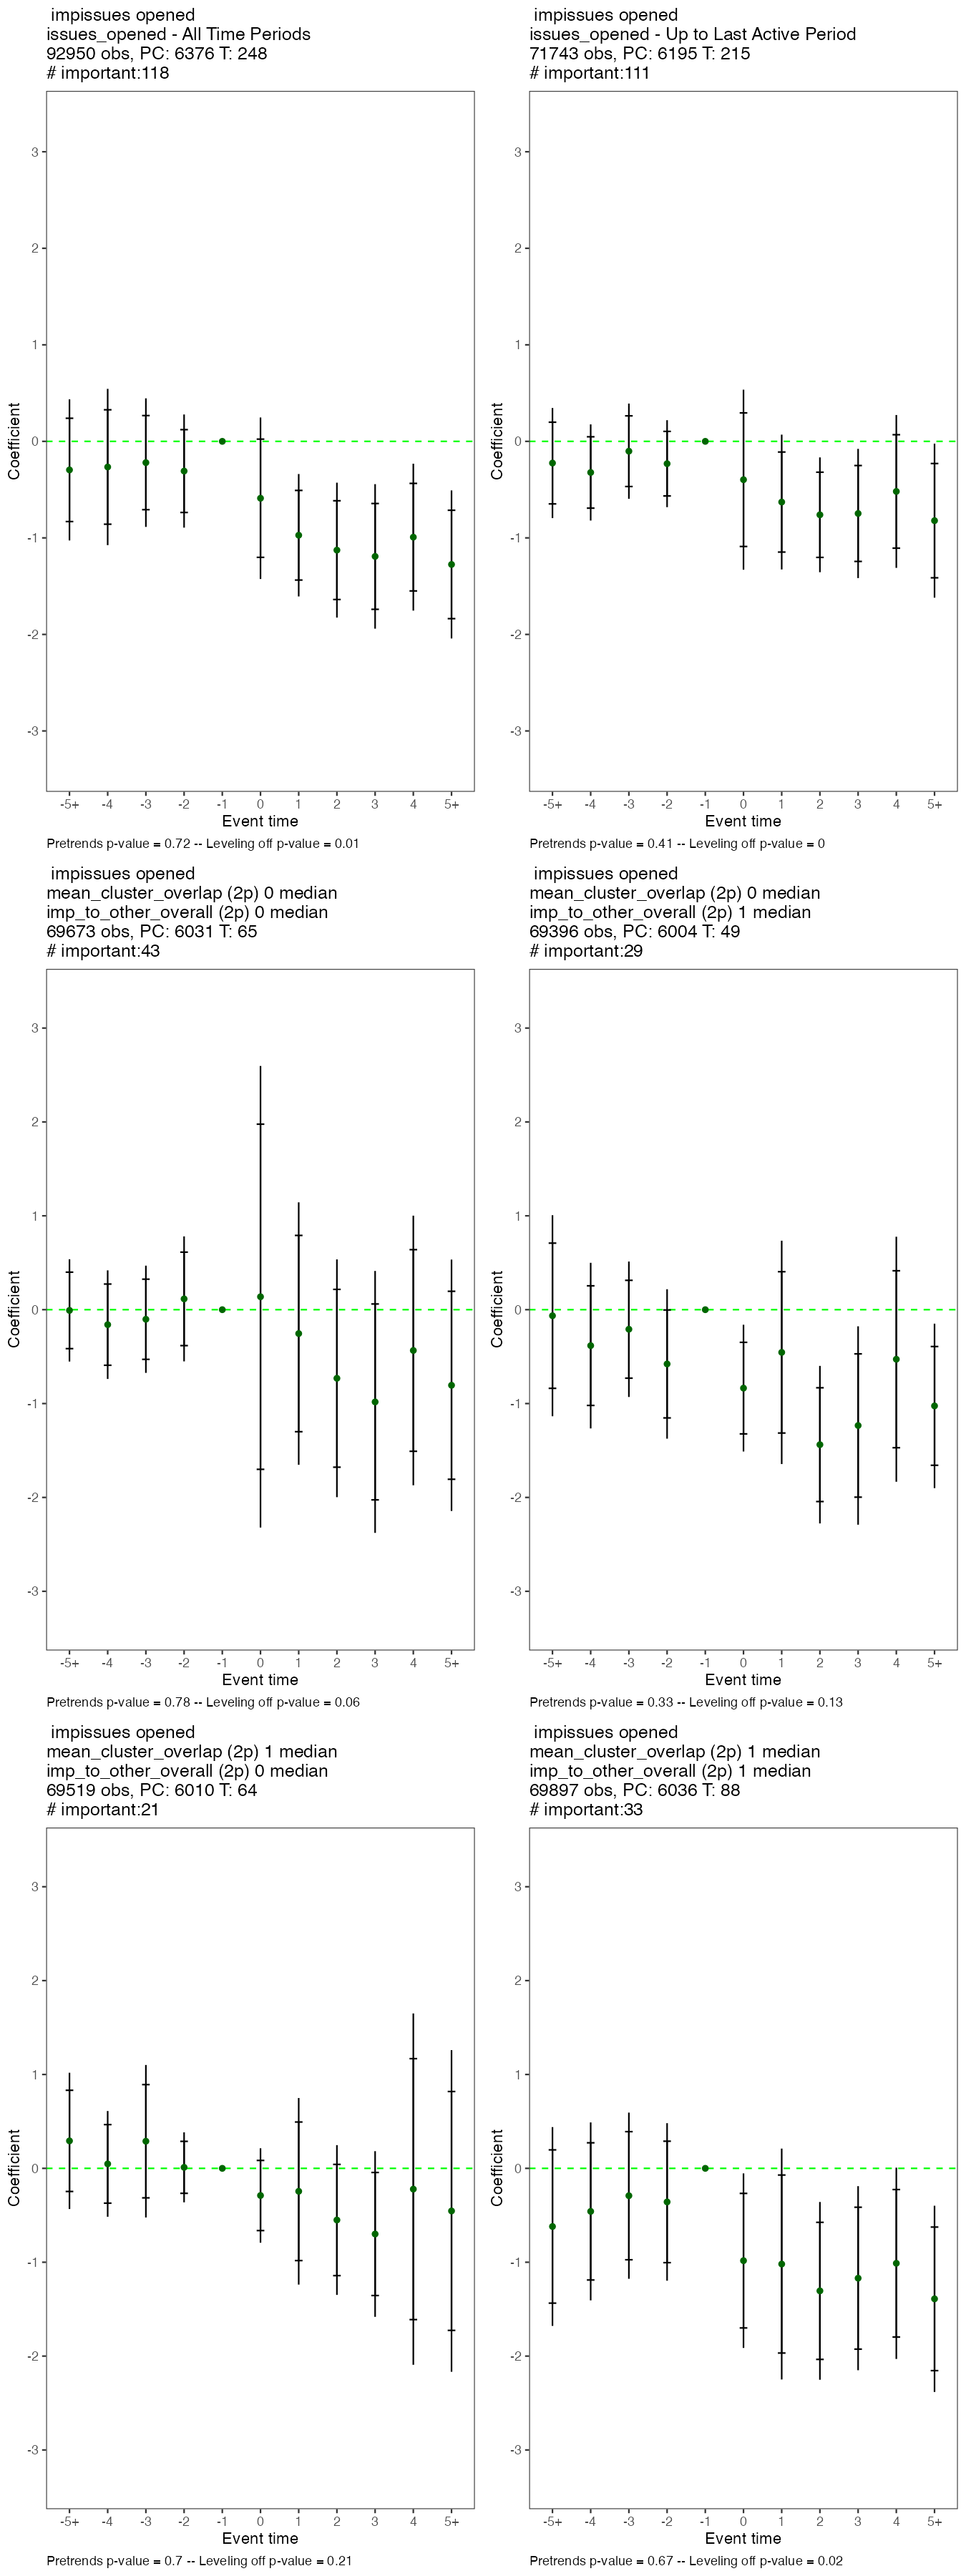 impissues opened
issues_opened - All Time Periods
92950 obs, PC: 6376 T: 248
# important:118
3
2
1
0
-1
-2
-3
Coefficient
-5+ -4 -3 -2 -1 0 1 2 3 4 5+
Event time
Pretrends p-value = 0.72 -- Leveling off p-value = 0.01
impissues opened
issues_opened - Up to Last Active Period
71743 obs, PC: 6195 T: 215
# important:111
3
2
1
0
-1
-2
-3
Coefficient
-5+ -4 -3 -2 -1 0 1 2 3 4 5+
Event time
Pretrends p-value = 0.41 -- Leveling off p-value = 0
impissues opened
mean_cluster_overlap (2p) 0 median
imp_to_other_overall (2p) 0 median
69673 obs, PC: 6031 T: 65
# important:43
3
2
1
0
-1
-2
-3
Coefficient
-5+ -4 -3 -2 -1 0 1 2 3 4 5+
Event time
Pretrends p-value = 0.78 -- Leveling off p-value = 0.06
impissues opened
mean_cluster_overlap (2p) 0 median
imp_to_other_overall (2p) 1 median
69396 obs, PC: 6004 T: 49
# important:29
3
2
1
0
-1
-2
-3
Coefficient
-5+ -4 -3 -2 -1 0 1 2 3 4 5+
Event time
Pretrends p-value = 0.33 -- Leveling off p-value = 0.13
impissues opened
mean_cluster_overlap (2p) 1 median
imp_to_other_overall (2p) 0 median
69519 obs, PC: 6010 T: 64
# important:21
3
2
1
0
-1
-2
-3
Coefficient
-5+ -4 -3 -2 -1 0 1 2 3 4 5+
Event time
Pretrends p-value = 0.7 -- Leveling off p-value = 0.21
impissues opened
mean_cluster_overlap (2p) 1 median
imp_to_other_overall (2p) 1 median
69897 obs, PC: 6036 T: 88
# important:33
3
2
1
0
-1
-2
-3
Coefficient
-5+ -4 -3 -2 -1 0 1 2 3 4 5+
Event time
Pretrends p-value = 0.67 -- Leveling off p-value = 0.02